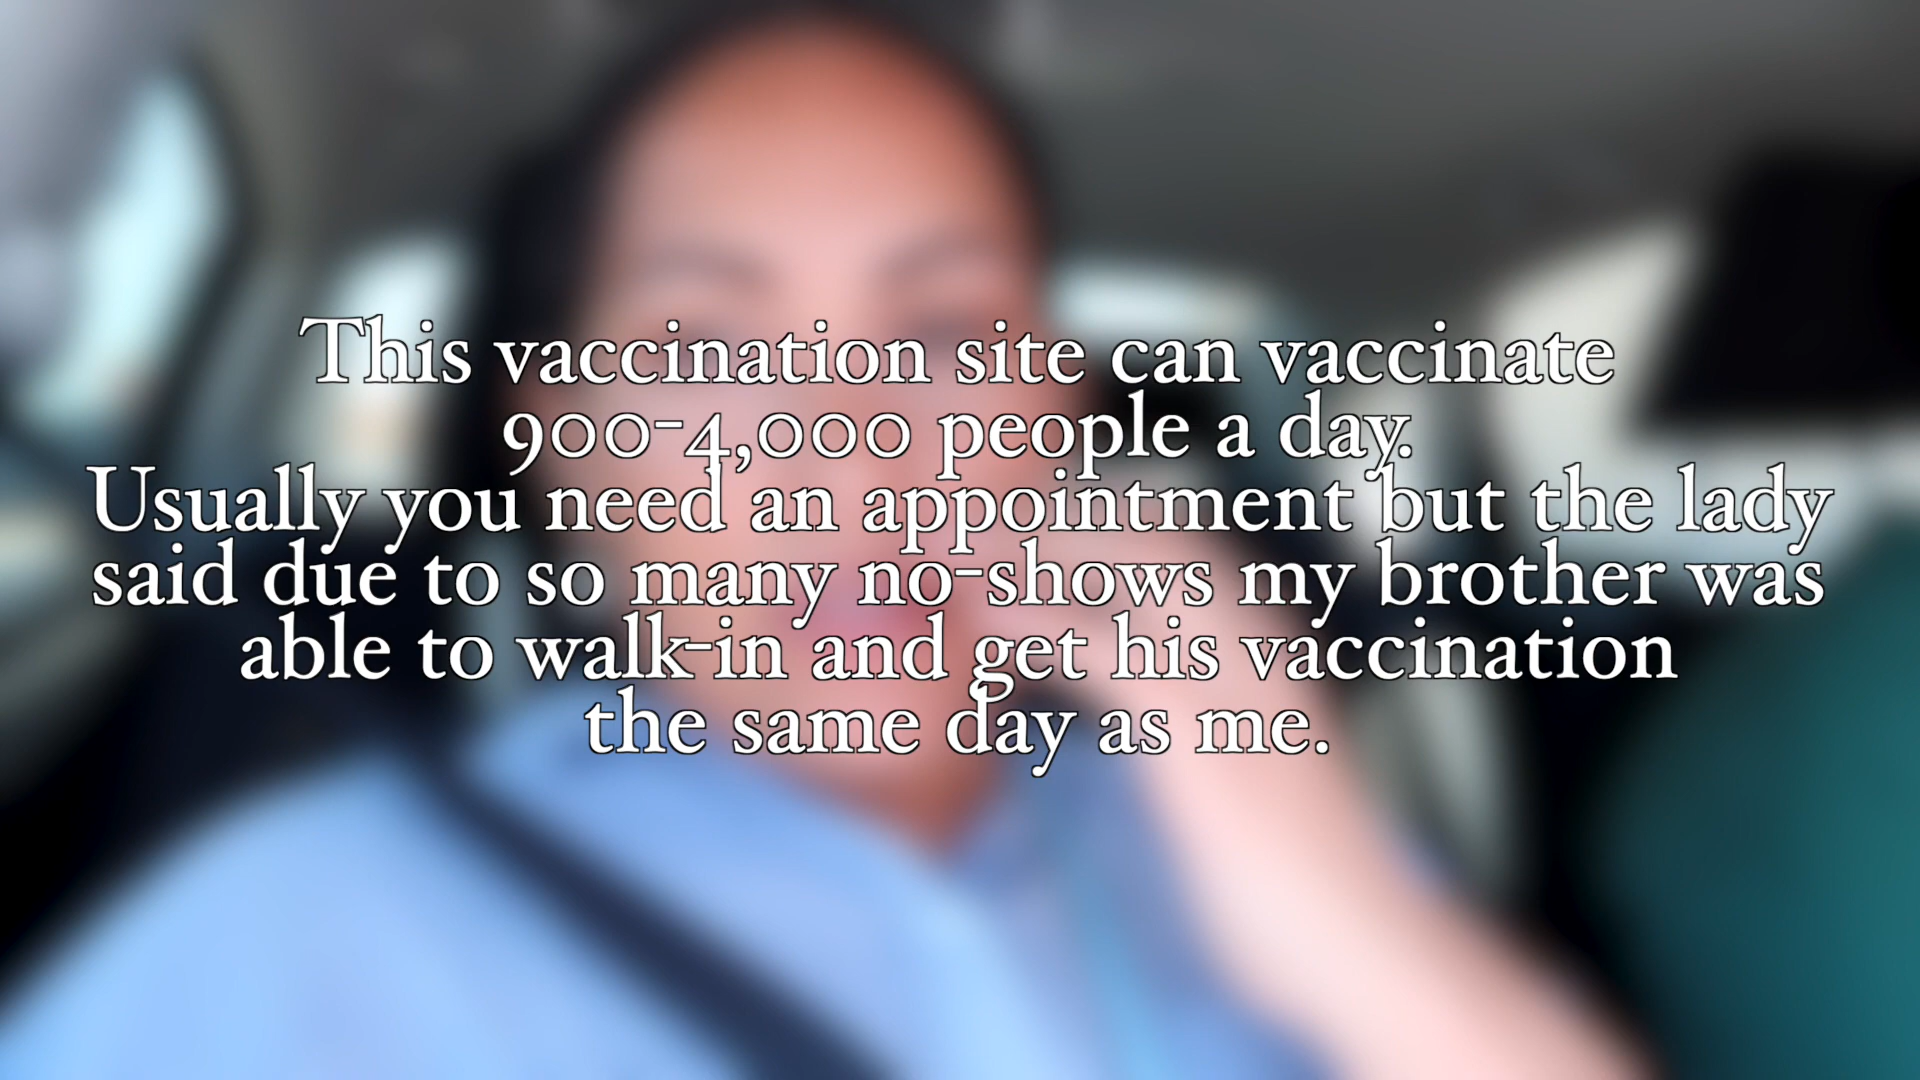 This vaccination site can vaccinate
900-4,000 people a day.
Usually you need an appointment but the lady
said due to so many no-shows my brother was
able to walk-in and get his vaccination
the same day as me.